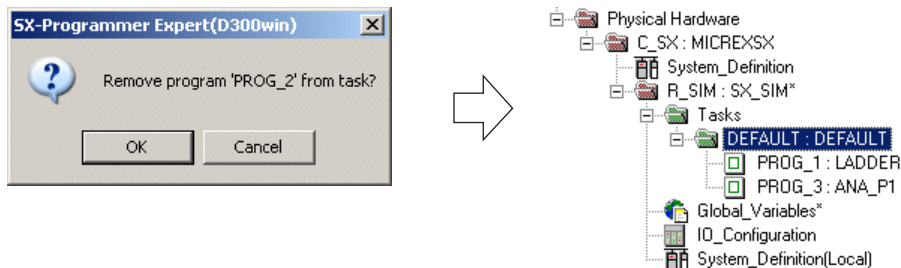 SX-Programmer Expert(D300win)
Remove program 'PROG_2' from task?
OK
Cancel
Physical Hardware
C_SX : MICREXSX
System_Definition
R_SIM : SX_SIM*
Tasks
DEFAULT : DEFAULT
PROG_1 : LADDER
PROG_3 : ANA_P1
Global_Variables*
IO_Configuration
System_Definition(Local)